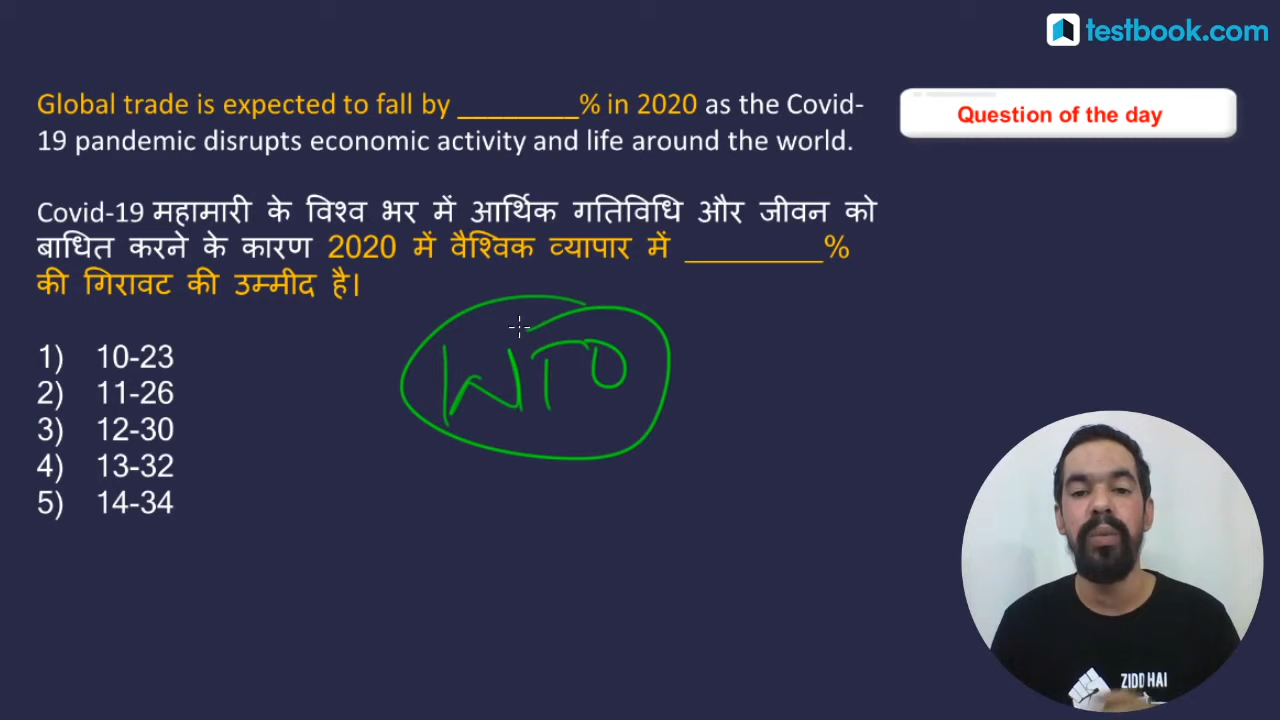 testbook.com
Global trade is expected to fall by ________% in 2020 as the Covid-
19 pandemic disrupts economic activity and life around the world.
Question of the day
Covid-19 महामारी के विश्व भर में आर्थिक गतिविधि और जीवन को
बाधित करने के कारण 2020 में वैश्विक व्यापार में _________%
की गिरावट की उम्मीद है।
WTO
1) 10-23
2) 11-26
3) 12-30
4) 13-32
5) 14-34
ZIDD HAI